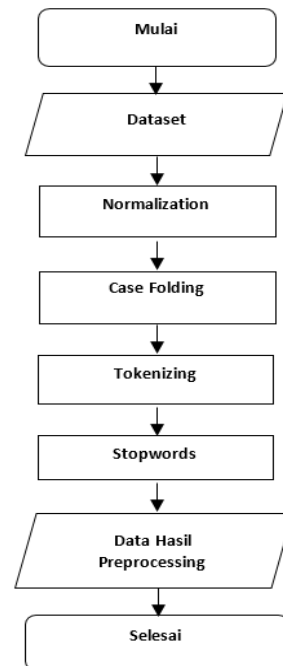 Mulai
Dataset
Normalization
Case Folding
Tokenizing
Stopwords
Data Hasil
Preprocessing
Selesai